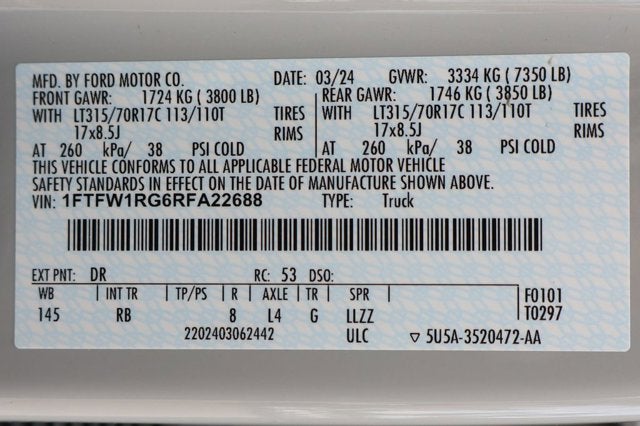 MFD. BY FORD MOTOR CO. DATE: 03/24 GVWR: 3334 KG ( 7350 LB)
FRONT GAWR: 1724 KG ( 3800 LB) REAR GAWR: 1746 KG ( 3850 LB)
WITH LT315/70R17C 113/110T TIRES WITH LT315/70R17C 113/110T TIRES
17x8.5J RIMS 17x8.5J RIMS
AT 260 kPa/ 38 PSI COLD AT 260 kPa/ 38 PSI COLD
THIS VEHICLE CONFORMS TO ALL APPLICABLE FEDERAL MOTOR VEHICLE
SAFETY STANDARDS IN EFFECT ON THE DATE OF MANUFACTURE SHOWN ABOVE.
VIN: 1FTFW1RG6RFA22688 TYPE: Truck
EXT PNT: DR RC: 53 DSO:
WB INT TR TP/PS R AXLE TR SPR F0101
145 RB 8 L4 G LLZZ T0297
2202403062442 ULC ▽ 5U5A-3520472-AA